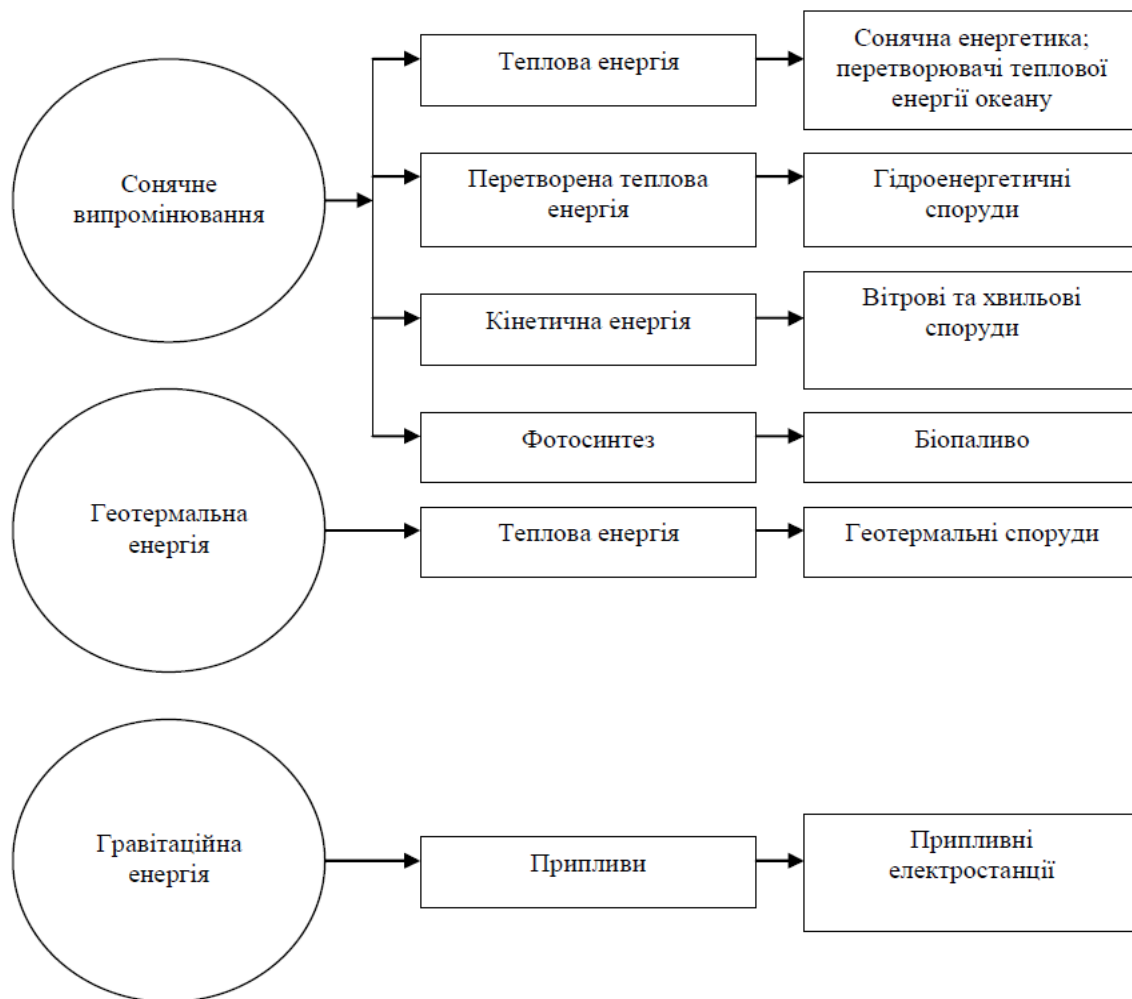 Сонячне
випромінювання
Теплова енергія
Сонячна енергетика;
перетворювачі теплової
енергії океану
Перетворена теплова
енергія
Гідроенергетичні
споруди
Кінетична енергія
Вітрові та хвильові
споруди
Фотосинтез
Біопаливо
Геотермальна
енергія
Теплова енергія
Геотермальні споруди
Гравітаційна
енергія
Припливи
Припливні
електростанції